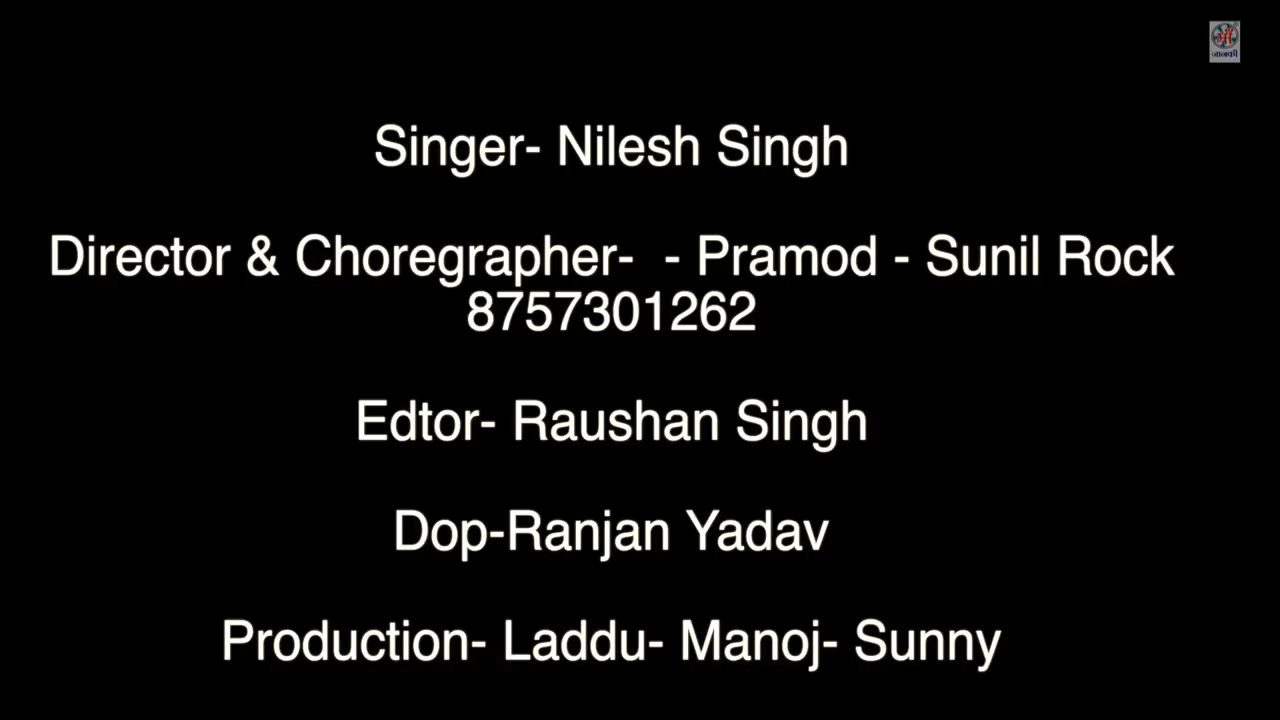 माँ
जानकी
Singer- Nilesh Singh
Director & Choregrapher-  - Pramod - Sunil Rock
8757301262
Edtor- Raushan Singh
Dop-Ranjan Yadav
Production- Laddu- Manoj- Sunny